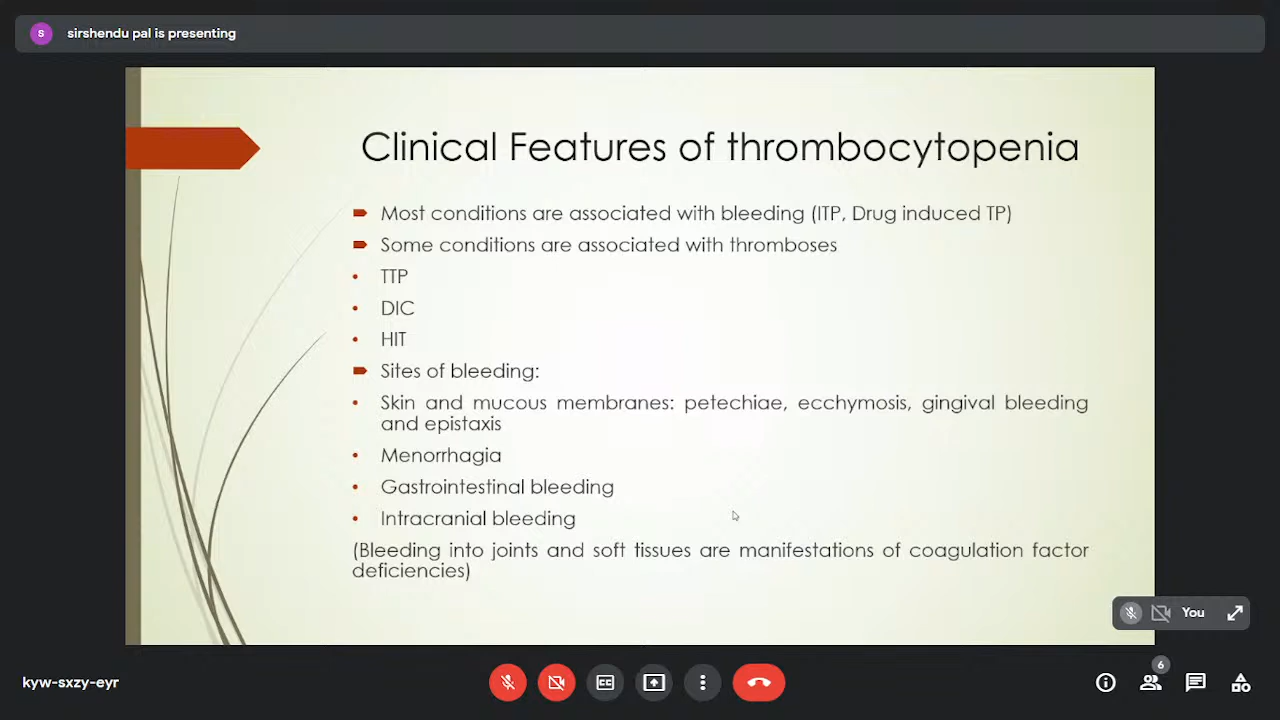 S sirshendu pal is presenting
Clinical Features of thrombocytopenia
Most conditions are associated with bleeding (ITP, Drug induced TP)
Some conditions are associated with thromboses
• TTP
• DIC
• HIT
Sites of bleeding:
• Skin and mucous membranes: petechiae, ecchymosis, gingival bleeding
and epistaxis
• Menorrhagia
• Gastrointestinal bleeding
• Intracranial bleeding
(Bleeding into joints and soft tissues are manifestations of coagulation factor
deficiencies)
You
kyw-sxzy-eyr
CC
6